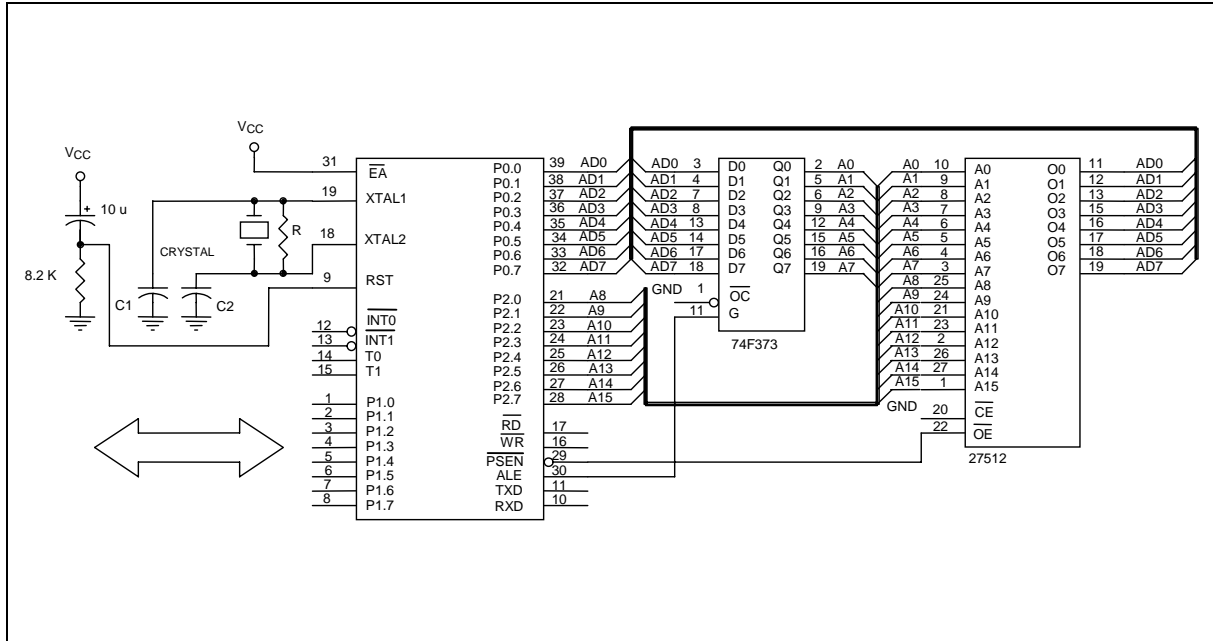 VCC
10 u
8.2 K
VCC
CRYSTAL
R
C1
C2
31 EA
19 XTAL1
18 XTAL2
9 RST
12 INT0
13 INT1
14 T0
15 T1
1 P1.0
2 P1.1
3 P1.2
4 P1.3
5 P1.4
6 P1.5
7 P1.6
8 P1.7
P0.0 39 AD0
P0.1 38 AD1
P0.2 37 AD2
P0.3 36 AD3
P0.4 35 AD4
P0.5 34 AD5
P0.6 33 AD6
P0.7 32 AD7
P2.0 21 A8
P2.1 22 A9
P2.2 23 A10
P2.3 24 A11
P2.4 25 A12
P2.5 26 A13
P2.6 27 A14
P2.7 28 A15
RD 17
WR 16
PSEN 29
ALE 30
TXD 11
RXD 10
AD0 3 D0
AD1 4 D1
AD2 7 D2
AD3 8 D3
AD4 13 D4
AD5 14 D5
AD6 17 D6
AD7 18 D7
GND 1 OC
11 G
Q0 2 A0
Q1 5 A1
Q2 6 A2
Q3 9 A3
Q4 12 A4
Q5 15 A5
Q6 16 A6
Q7 19 A7
74F373
A0 10 A0
A1 9 A1
A2 8 A2
A3 7 A3
A4 6 A4
A5 5 A5
A6 4 A6
A7 3 A7
A8 25 A8
A9 24 A9
A10 21 A10
A11 23 A11
A12 2 A12
A13 26 A13
A14 27 A14
A15 1 A15
GND 20 CE
22 OE
O0 11 AD0
O1 12 AD1
O2 13 AD2
O3 15 AD3
O4 16 AD4
O5 17 AD5
O6 18 AD6
O7 19 AD7
27512